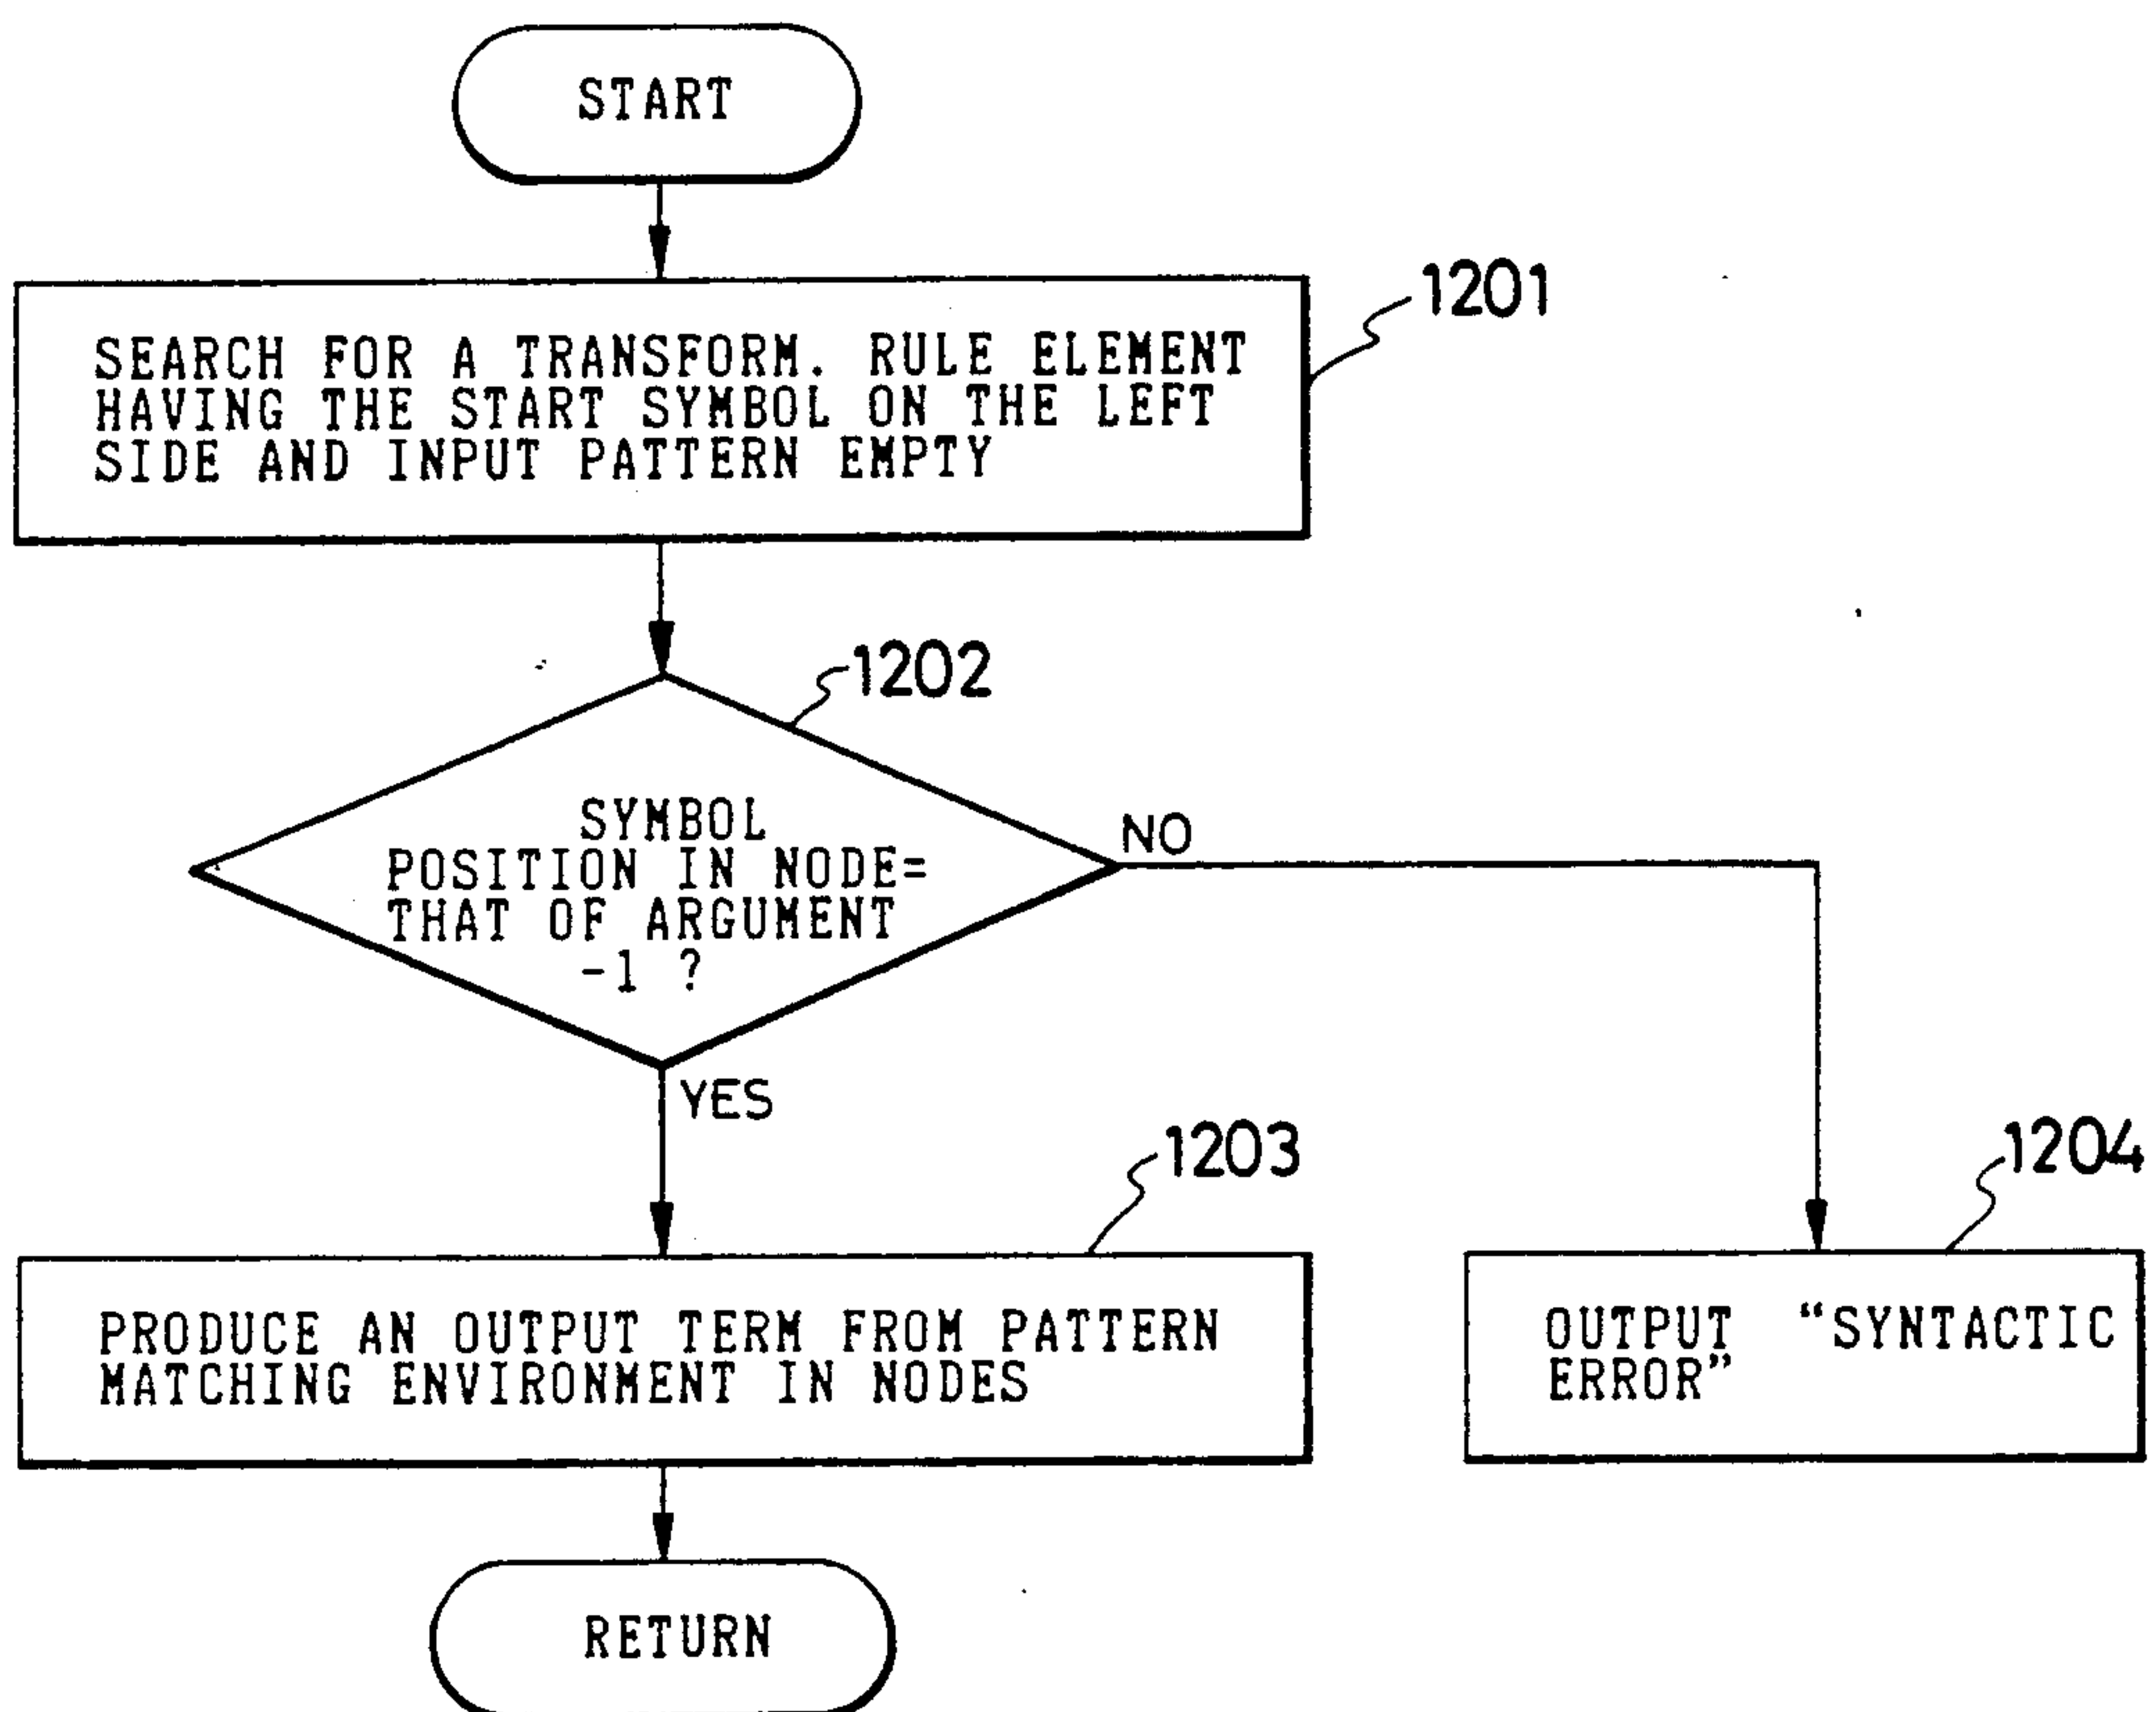 START
1201
SEARCH FOR A TRANSFORM. RULE ELEMENT
HAVING THE START SYMBOL ON THE LEFT
SIDE AND INPUT PATTERN EMPTY
1202
SYMBOL
POSITION IN NODE=
THAT OF ARGUMENT
-1 ?
NO
YES
1203
1204
PRODUCE AN OUTPUT TERM FROM PATTERN
MATCHING ENVIRONMENT IN NODES
OUTPUT “SYNTACTIC
ERROR”
RETURN